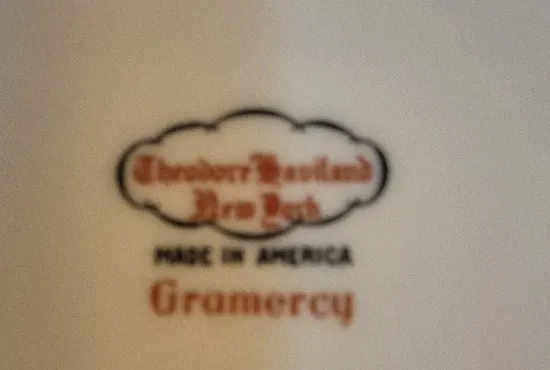 Theodore Haviland
New York
MADE IN AMERICA
Gramercy